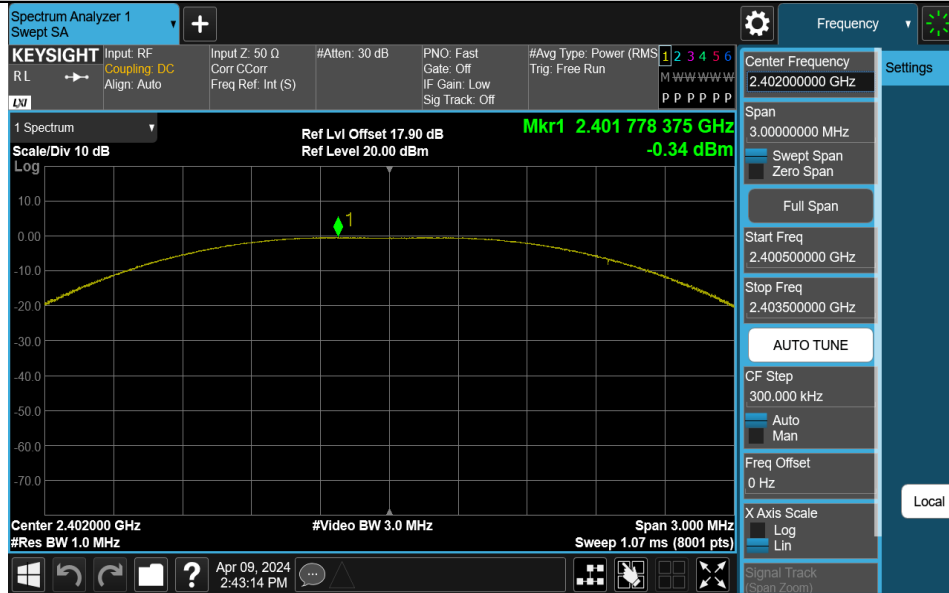 Spectrum Analyzer 1
Swept SA
+
Frequency
KEYSIGHT
RL
LXI
Input: RF
Coupling: DC
Align: Auto
Input Z: 50 Ω
Corr CCorr
Freq Ref: Int (S)
#Atten: 30 dB
PNO: Fast
Gate: Off
IF Gain: Low
Sig Track: Off
#Avg Type: Power (RMS
Trig: Free Run
1 2 3 4 5 6
M W W W W W
P P P P P P
1 Spectrum
Scale/Div 10 dB
Log
Ref Lvl Offset 17.90 dB
Ref Level 20.00 dBm
Mkr1 2.401 778 375 GHz
-0.34 dBm
1
10.0
0.00
-10.0
-20.0
-30.0
-40.0
-50.0
-60.0
-70.0
Center 2.402000 GHz
#Res BW 1.0 MHz
#Video BW 3.0 MHz
Span 3.000 MHz
Sweep 1.07 ms (8001 pts)
?
Apr 09, 2024
2:43:14 PM
Center Frequency
2.402000000 GHz
Span
3.00000000 MHz
Swept Span
Zero Span
Full Span
Start Freq
2.400500000 GHz
Stop Freq
2.403500000 GHz
AUTO TUNE
CF Step
300.000 kHz
Auto
Man
Freq Offset
0 Hz
X Axis Scale
Log
Lin
Signal Track
(Span Zoom)
Settings
Local